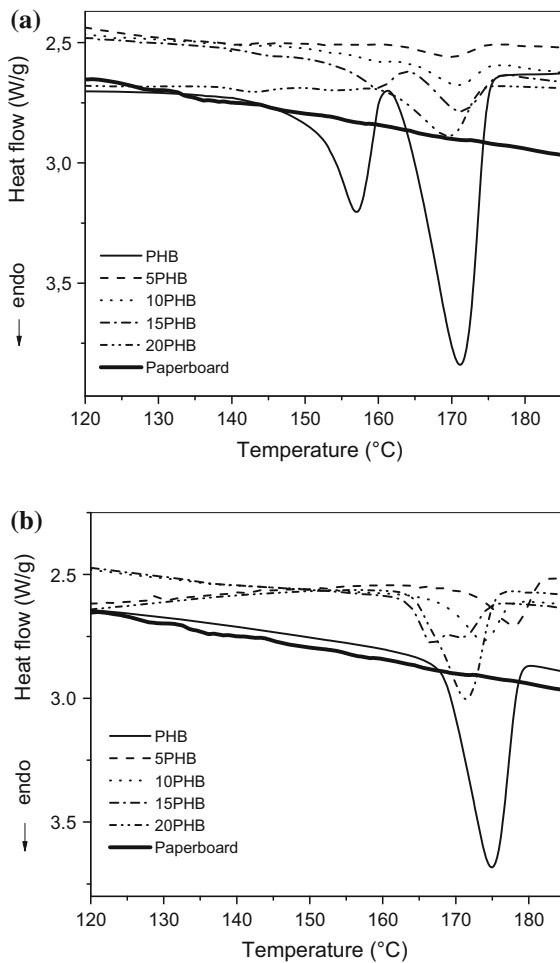 (a)
2,5
3,0
3,5
Heat flow (W/g)
endo
PHB
5PHB
10PHB
15PHB
20PHB
Paperboard
120 130 140 150 160 170 180
Temperature (°C)
(b)
2.5
3.0
3.5
Heat flow (W/g)
endo
PHB
5PHB
10PHB
15PHB
20PHB
Paperboard
120 130 140 150 160 170 180
Temperature (°C)